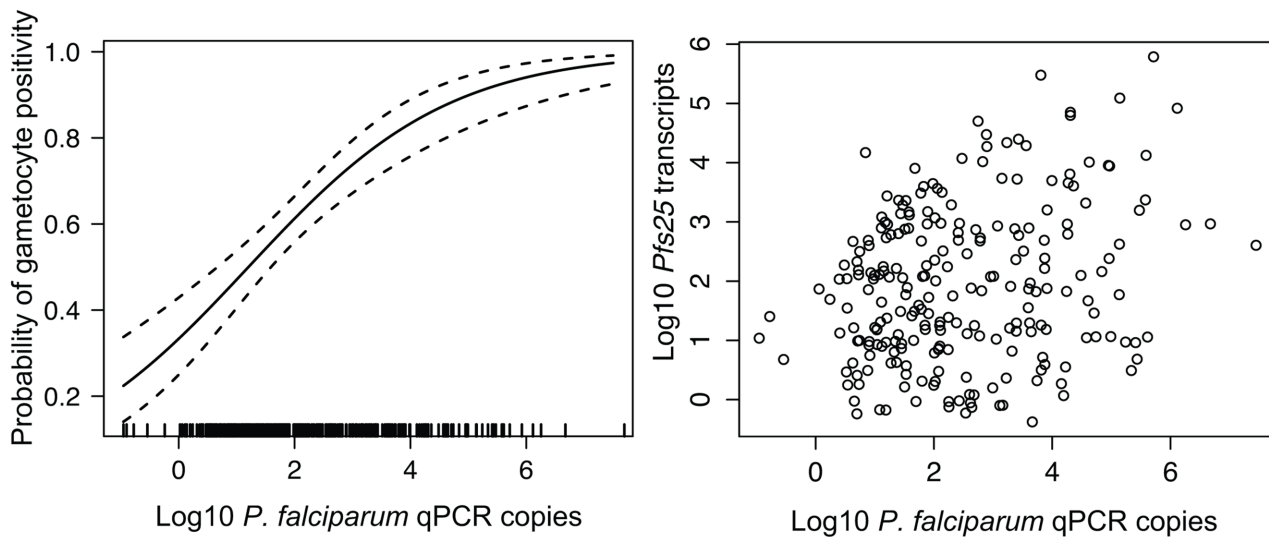 Probability of gametocyte positivity
1.0
0.8
0.6
0.4
0.2
0 2 4 6
Log10 P. falciparum qPCR copies
Log10 Pfs25 transcripts
6
5
4
3
2
1
0
0 2 4 6
Log10 P. falciparum qPCR copies